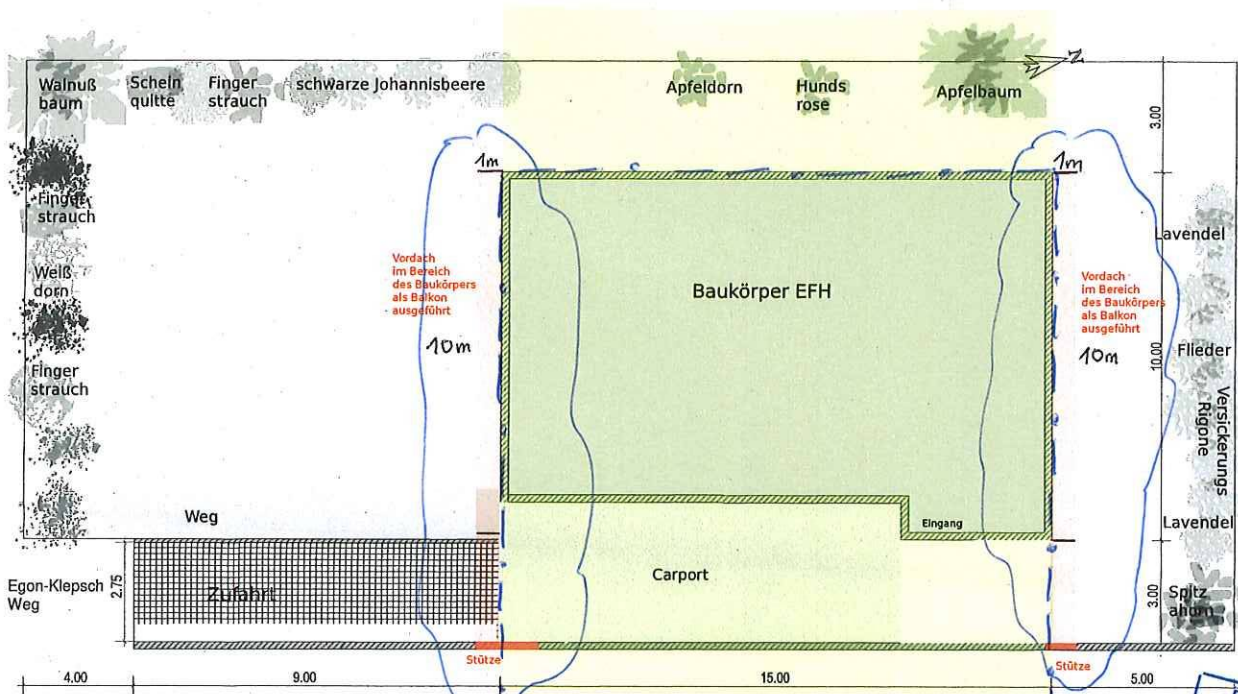 Walnuß
baum
Schein
quitte
Finger
strauch
schwarze Johannisbeere
Apfeldorn
Hunds
rose
Apfelbaum
N
3.00
1m
1m
Finger
strauch
Weiß
dorn
Finger
strauch
Vordach
im Bereich
des Baukörpers
als Balkon
ausgeführt
10m
Baukörper EFH
Vordach
im Bereich
des Baukörpers
als Balkon
ausgeführt
10m
10.00
Lavendel
Flieder
Versickerungs
Rigone
Lavendel
Weg
Eingang
Egon-Klepsch
Weg
2.75
Zufahrt
Carport
3.00
Spitz
ahorn
Stütze
Stütze
4.00
9.00
15.00
5.00